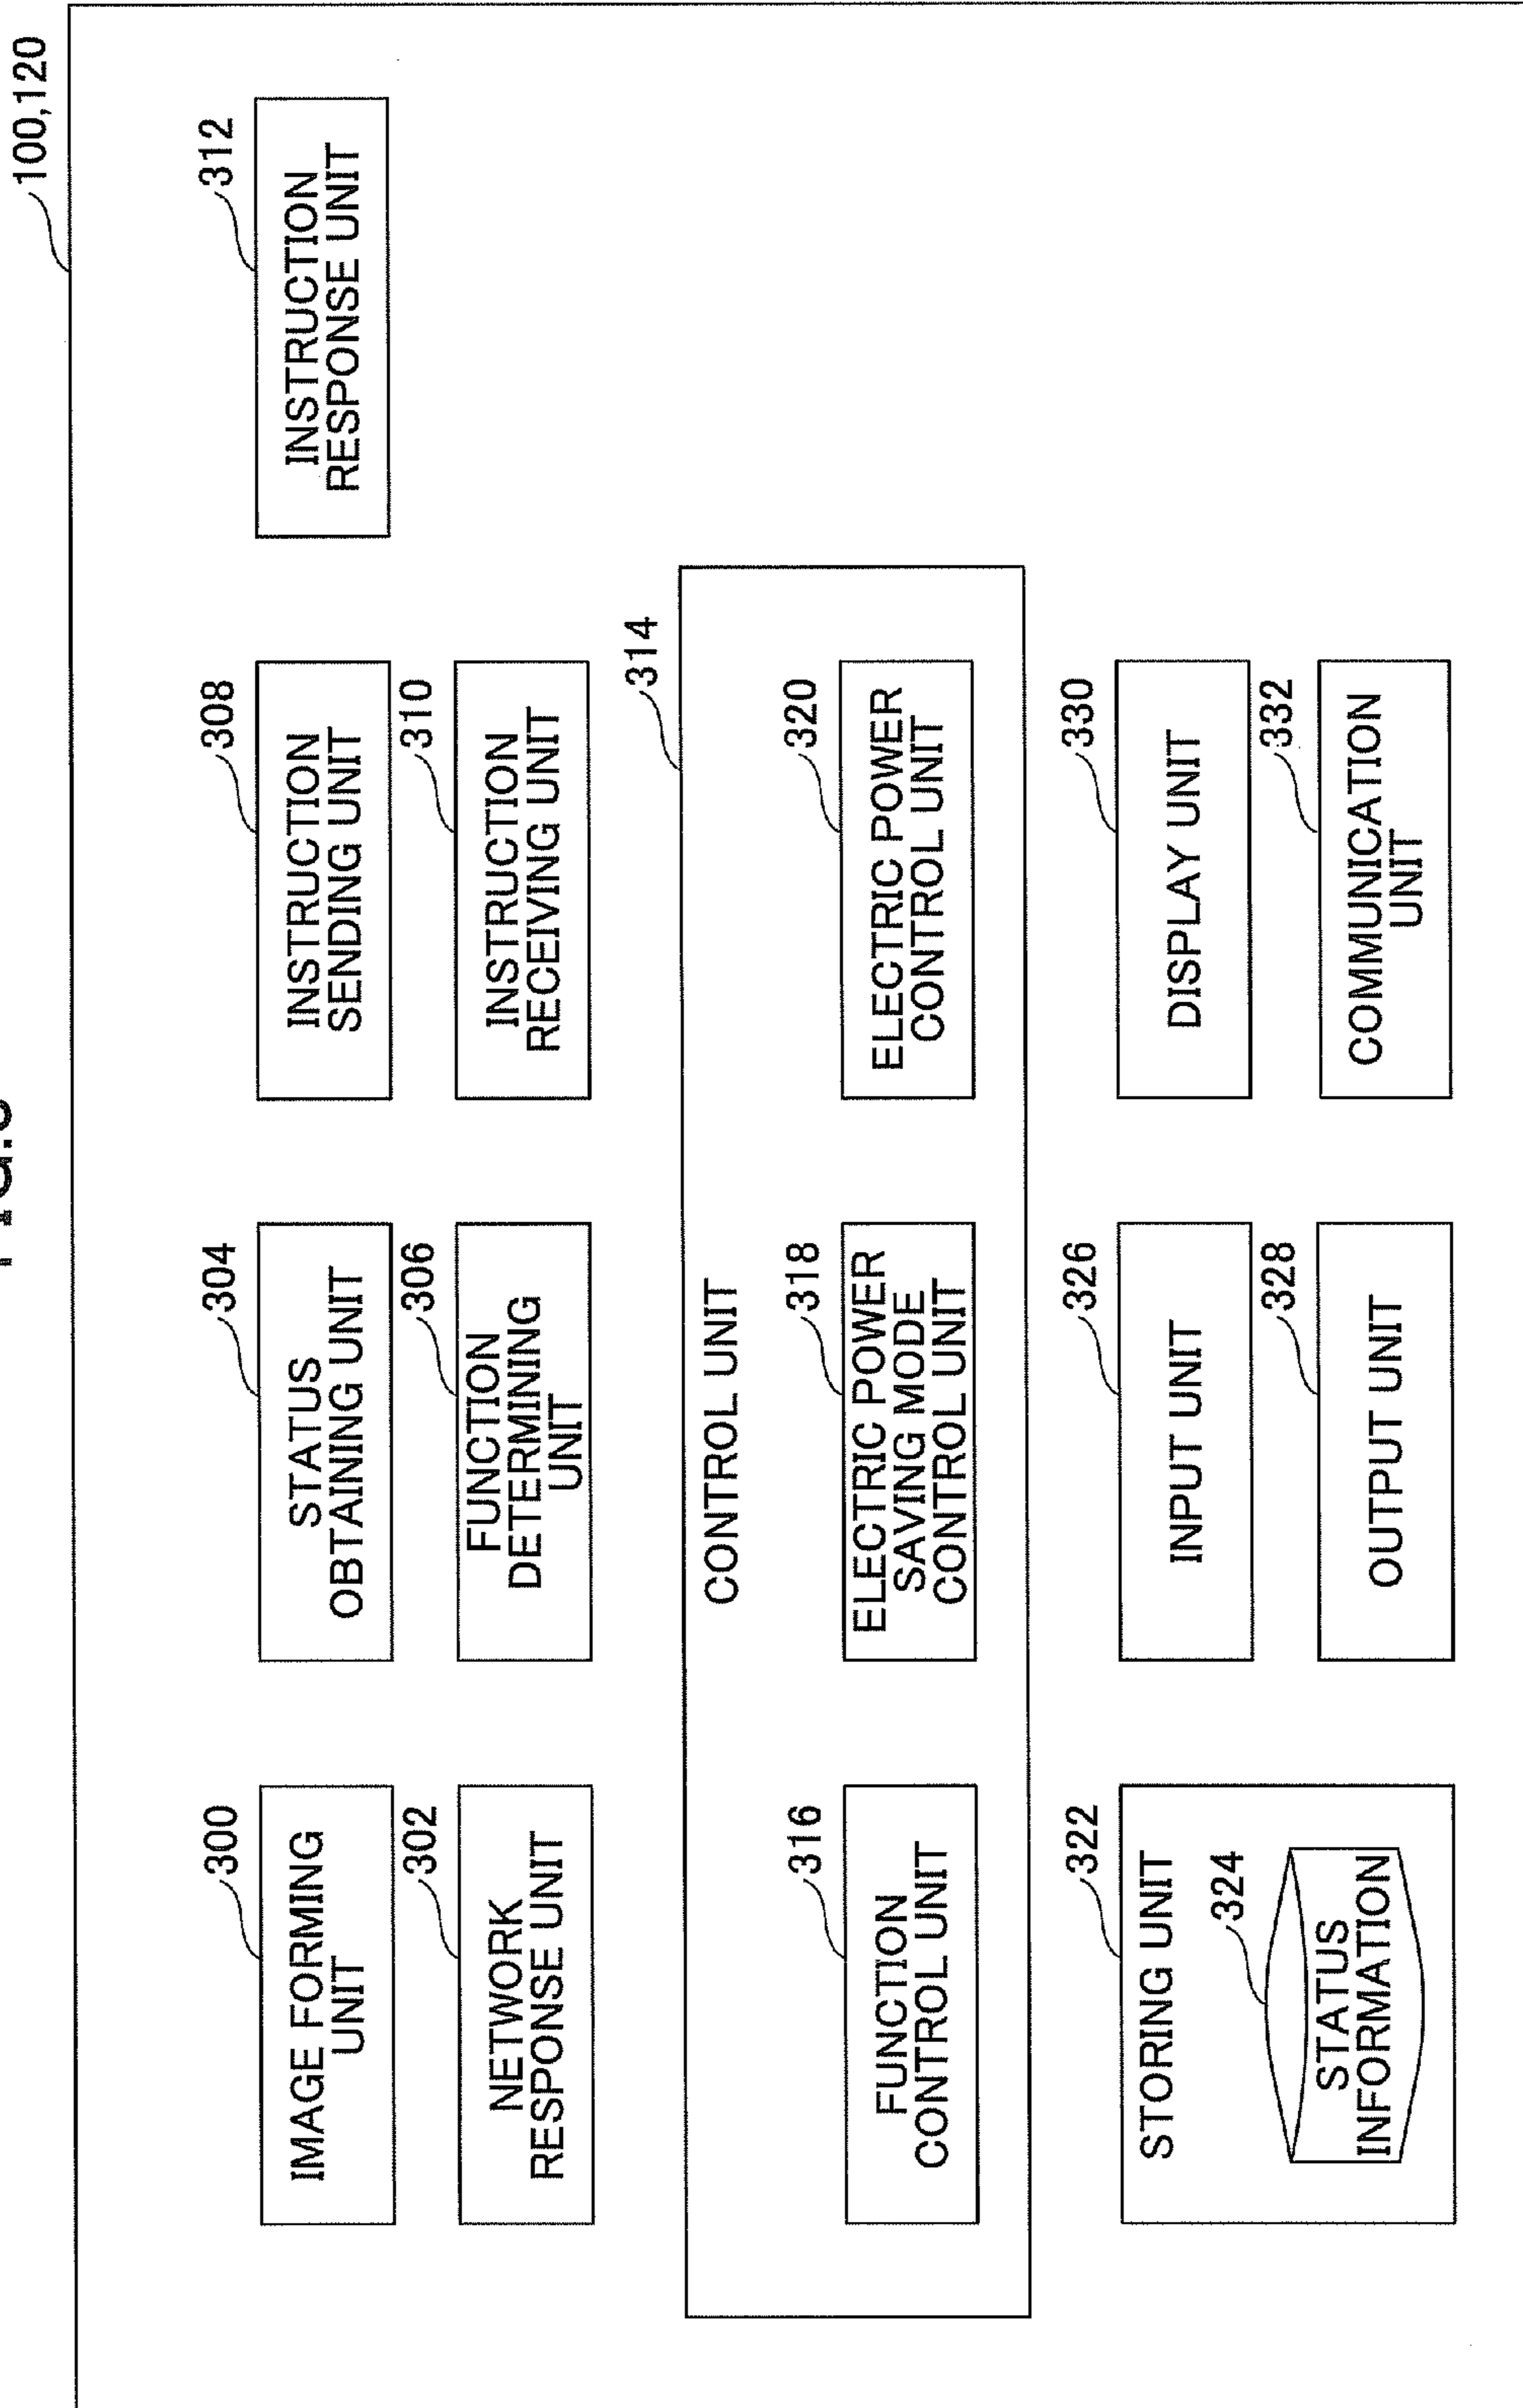 100,120
300
IMAGE FORMING
UNIT
304
STATUS
OBTAINING UNIT
308
INSTRUCTION
SENDING UNIT
312
INSTRUCTION
RESPONSE UNIT
302
NETWORK
RESPONSE UNIT
306
FUNCTION
DETERMINING
UNIT
310
INSTRUCTION
RECEIVING UNIT
314
CONTROL UNIT
316
FUNCTION
CONTROL UNIT
318
ELECTRIC POWER
SAVING MODE
CONTROL UNIT
320
ELECTRIC POWER
CONTROL UNIT
322
STORING UNIT
324
STATUS
INFORMATION
326
INPUT UNIT
330
DISPLAY UNIT
328
OUTPUT UNIT
332
COMMUNICATION
UNIT